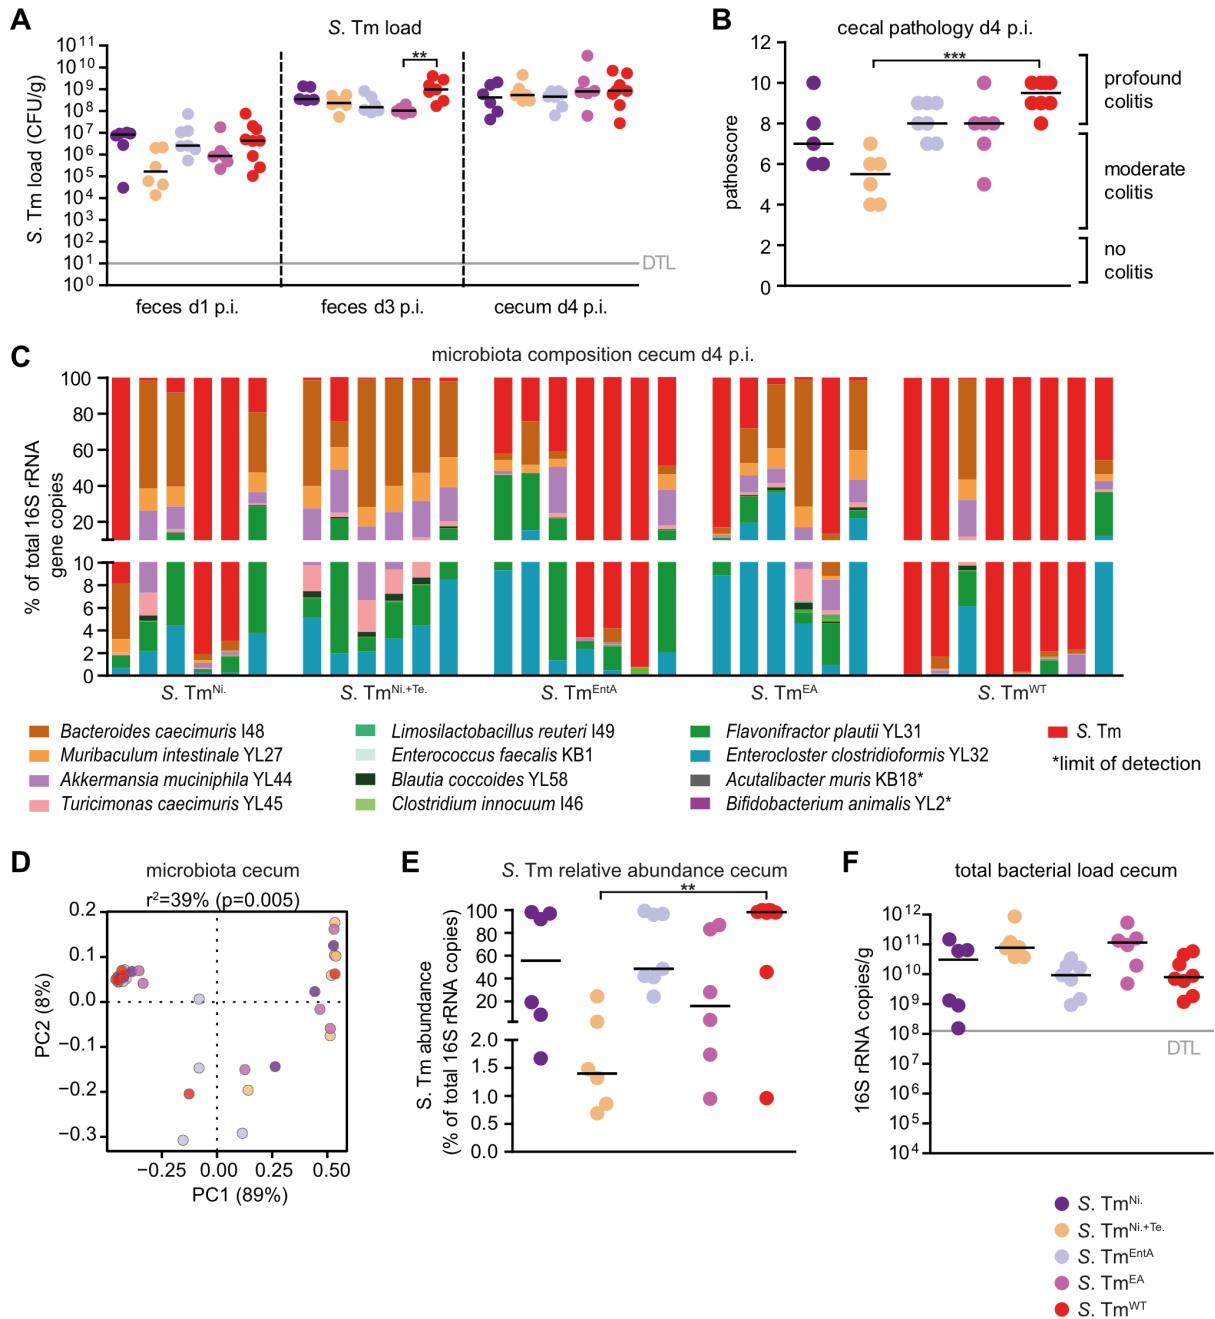 A
S. Tm load
S. Tm load (CFU/g)
10¹¹
10¹⁰
10⁹
10⁸
10⁷
10⁶
10⁵
10⁴
10³
10²
10¹
10⁰
**
DTL
feces d1 p.i.
feces d3 p.i.
cecum d4 p.i.
B
cecal pathology d4 p.i.
pathoscore
12
10
8
6
4
2
0
***
profound
colitis
moderate
colitis
no
colitis
C
microbiota composition cecum d4 p.i.
% of total 16S rRNA
gene copies
100
80
60
40
20
10
8
6
4
2
0
S. TmNi.
S. TmNi.+Te.
S. TmEntA
S. TmEA
S. TmWT
Bacteroides caecimuris I48
Muribaculum intestinale YL27
Akkermansia muciniphila YL44
Turicimonas caecimuris YL45
Limosilactobacillus reuteri I49
Enterococcus faecalis KB1
Blautia coccoides YL58
Clostridium innocuum I46
Flavonifractor plautii YL31
Enterocloster clostridioformis YL32
Acutalibacter muris KB18*
Bifidobacterium animalis YL2*
S. Tm
*limit of detection
D
microbiota cecum
r²=39% (p=0.005)
PC2 (8%)
0.2
0.1
0.0
−0.1
−0.2
−0.3
−0.25
0.00
0.25
0.50
PC1 (89%)
E
S. Tm relative abundance cecum
S. Tm abundance
(% of total 16S rRNA copies)
**
100
80
60
40
20
2.0
1.5
1.0
0.5
0.0
F
total bacterial load cecum
16S rRNA copies/g
10¹²
10¹¹
10¹⁰
10⁹
10⁸
10⁷
10⁶
10⁵
10⁴
DTL
S. TmNi.
S. TmNi.+Te.
S. TmEntA
S. TmEA
S. TmWT